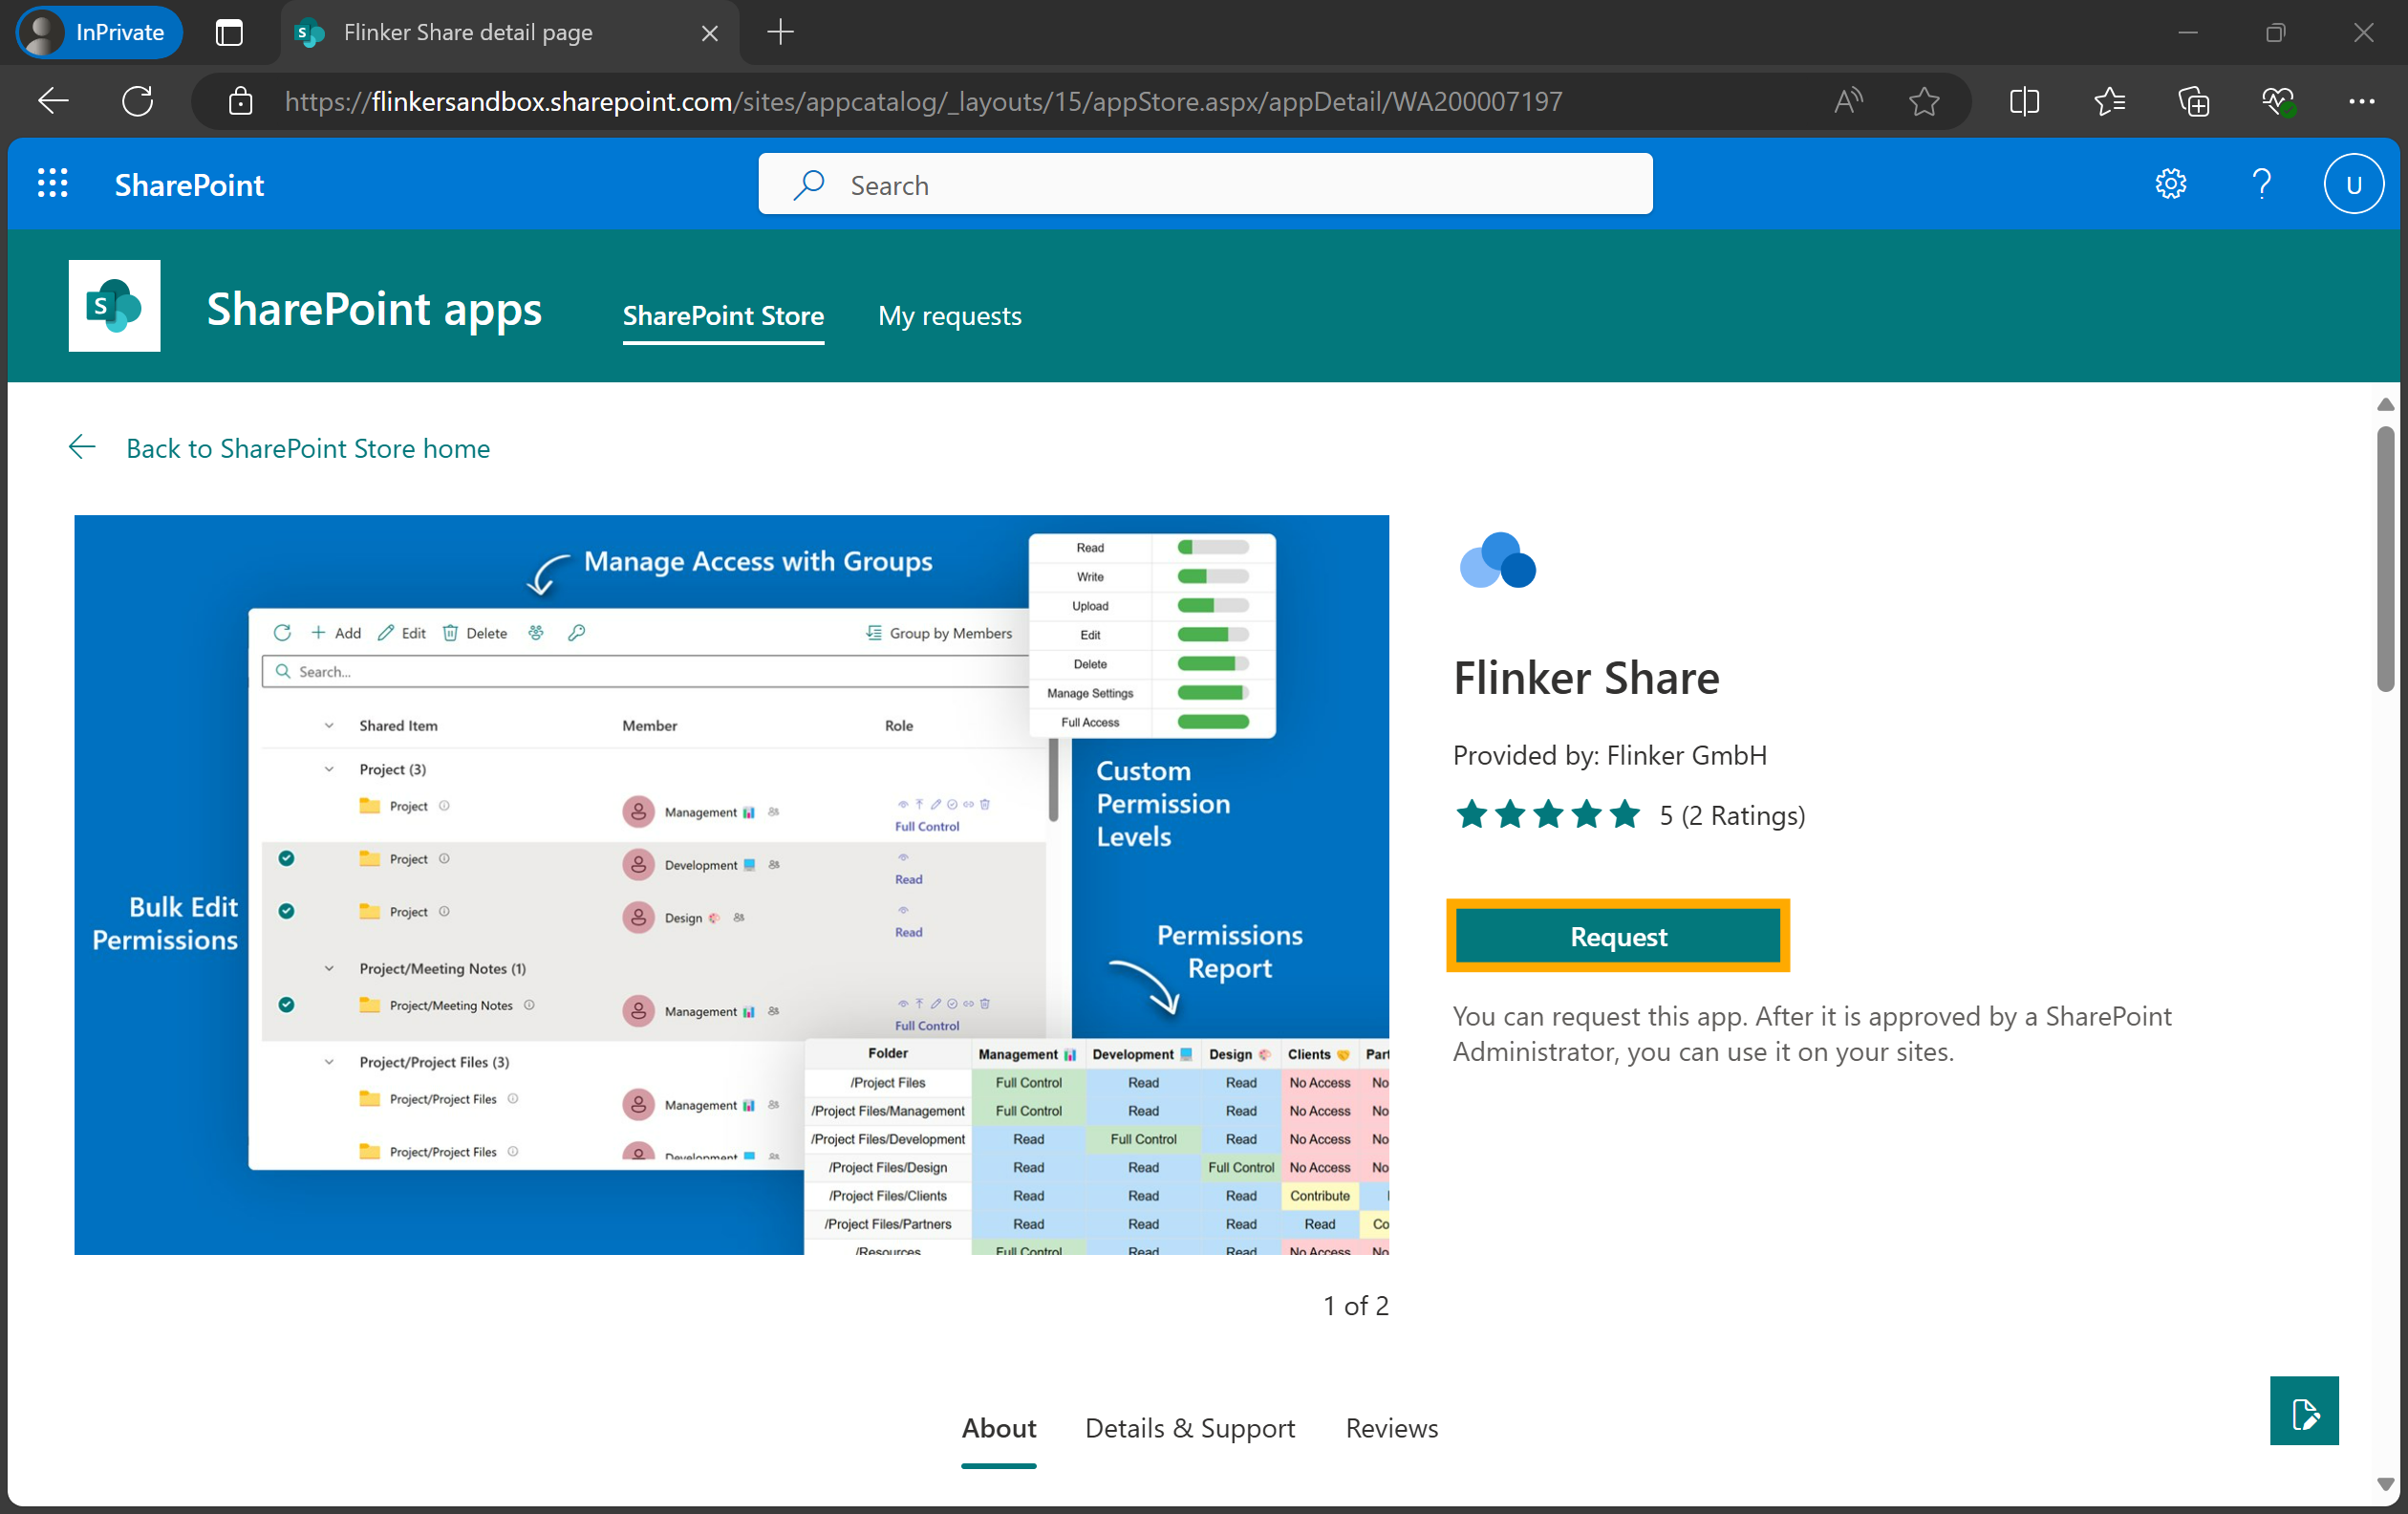 InPrivate
Flinker Share detail page
https://flinkersandbox.sharepoint.com/sites/appcatalog/_layouts/15/appStore.aspx/appDetail/WA200007197
SharePoint
Search
U
S
SharePoint apps
SharePoint Store
My requests
Back to SharePoint Store home
Manage Access with Groups
Add
Edit
Delete
Group by Members
Search...
Shared Item
Member
Role
Project (3)
Project
Management
Full Control
Project
Development
Read
Project
Design
Read
Project/Meeting Notes (1)
Project/Meeting Notes
Management
Full Control
Project/Project Files (3)
Project/Project Files
Management
Project/Project Files
Development
Bulk Edit
Permissions
Read
Write
Upload
Edit
Delete
Manage Settings
Full Access
Custom
Permission
Levels
Permissions
Report
Folder Management Development Design Clients Part
/Project Files Full Control Read Read No Access No
/Project Files/Management Full Control Read Read No Access No
/Project Files/Development Read Full Control Read No Access No
/Project Files/Design Read Read Full Control No Access No
/Project Files/Clients Read Read Read Contribute
/Project Files/Partners Read Read Read Read Co
/Resources Full Control Read Read No Access No
1 of 2
Flinker Share
Provided by: Flinker GmbH
5 (2 Ratings)
Request
You can request this app. After it is approved by a SharePoint
Administrator, you can use it on your sites.
About
Details & Support
Reviews